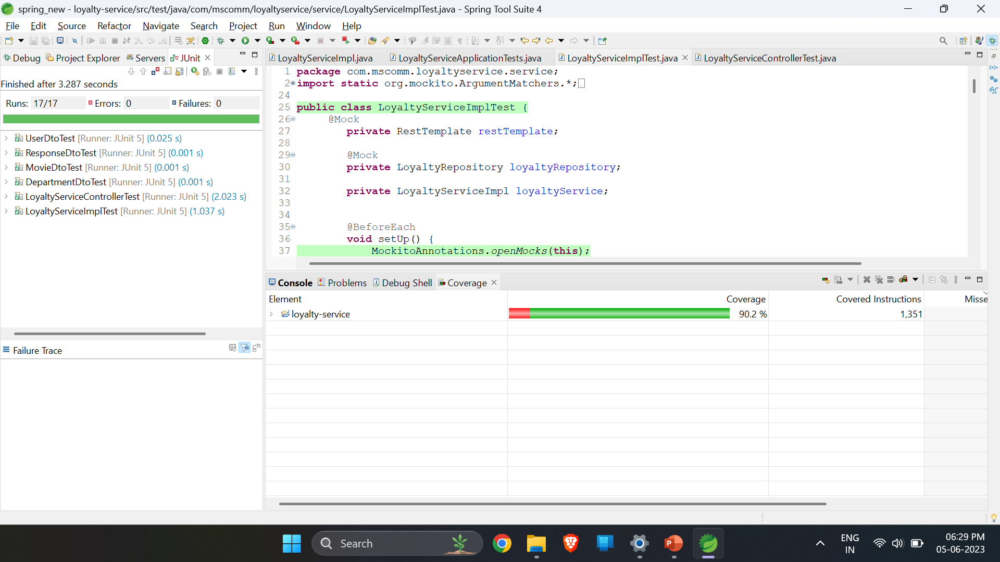 spring_new - loyalty-service/src/test/java/com/mscomm/loyaltyservice/service/LoyaltyServiceImplTest.java - Spring Tool Suite 4
File Edit Source Refactor Navigate Search Project Run Window Help
Debug Project Explorer Servers JUnit
Finished after 3.287 seconds
Runs: 17/17 Errors: 0 Failures: 0
UserDtoTest [Runner: JUnit 5] (0.025 s)
ResponseDtoTest [Runner: JUnit 5] (0.001 s)
MovieDtoTest [Runner: JUnit 5] (0.001 s)
DepartmentDtoTest [Runner: JUnit 5] (0.001 s)
LoyaltyServiceControllerTest [Runner: JUnit 5] (2.023 s)
LoyaltyServiceImplTest [Runner: JUnit 5] (1.037 s)
Failure Trace
LoyaltyServiceImpl.java LoyaltyServiceApplicationTests.java LoyaltyServiceImplTest.java LoyaltyServiceControllerTest.java
1 package com.mscomm.loyaltyservice.service;
2 import static org.mockito.ArgumentMatchers.*;
24
25 public class LoyaltyServiceImplTest {
26 @Mock
27 private RestTemplate restTemplate;
28
29 @Mock
30 private LoyaltyRepository loyaltyRepository;
31
32 private LoyaltyServiceImpl loyaltyService;
33
34
35 @BeforeEach
36 void setUp() {
37 MockitoAnnotations.openMocks(this);
Console Problems Debug Shell Coverage
Element Coverage Covered Instructions Misse
loyalty-service 90.2 % 1,351
Search
ENG
IN
06:29 PM
05-06-2023